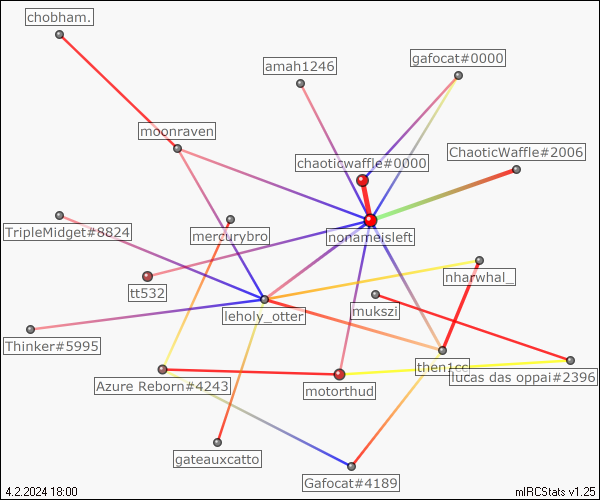 chobham.
gafocat#0000
amah1246
moonraven
chaoticwaffle#0000
ChaoticWaffle#2006
TripleMidget#8824
mercurybro
nonameisleft
nharwhal_
tt532
leholy_otter
mukszi
Thinker#5995
then1cc
lucas das oppai#2396
Azure Reborn#4243
motorthud
gateauxcatto
Gafocat#4189
4.2.2024 18:00
mIRCStats v1.25